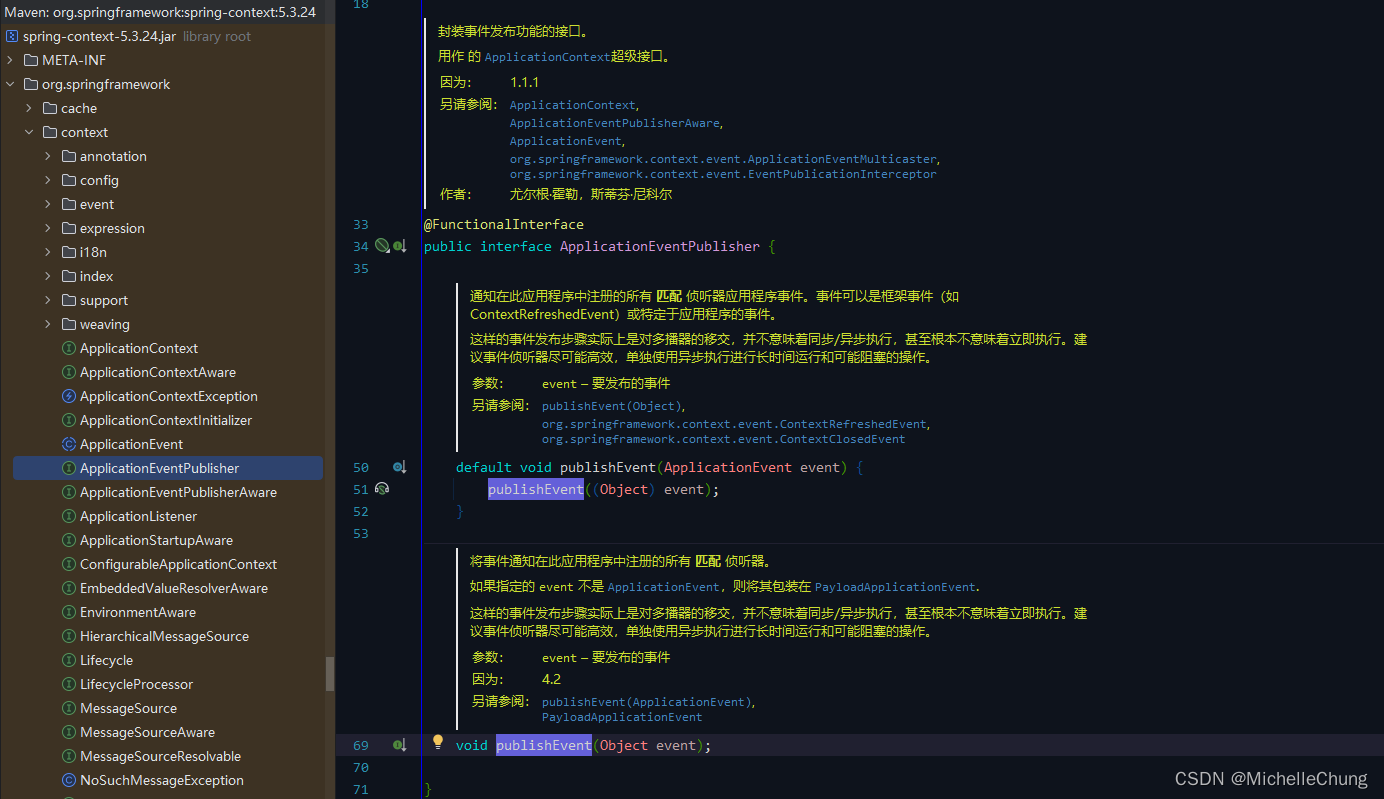 Maven: org.springframework:spring-context:5.3.24
spring-context-5.3.24.jar library root
META-INF
org.springframework
cache
context
annotation
config
event
expression
i18n
index
support
weaving
ApplicationContext
ApplicationContextAware
ApplicationContextException
ApplicationContextInitializer
ApplicationEvent
ApplicationEventPublisher
ApplicationEventPublisherAware
ApplicationListener
ApplicationStartupAware
ConfigurableApplicationContext
EmbeddedValueResolverAware
EnvironmentAware
HierarchicalMessageSource
Lifecycle
LifecycleProcessor
MessageSource
MessageSourceAware
MessageSourceResolvable
NoSuchMessageException
18
封装事件发布功能的接口。
用作 的 ApplicationContext超级接口。
因为: 1.1.1
另请参阅: ApplicationContext,
ApplicationEventPublisherAware,
ApplicationEvent,
org.springframework.context.event.ApplicationEventMulticaster,
org.springframework.context.event.EventPublicationInterceptor
作者: 尤尔根·霍勒，斯蒂芬·尼科尔
33 @FunctionalInterface
34 public interface ApplicationEventPublisher {
35
通知在此应用程序中注册的所有 匹配 侦听器应用程序事件。事件可以是框架事件（如
ContextRefreshedEvent）或特定于应用程序的事件。
这样的事件发布步骤实际上是对多播器的移交，并不意味着同步/异步执行，甚至根本不意味着立即执行。建
议事件侦听器尽可能高效，单独使用异步执行进行长时间运行和可能阻塞的操作。
参数: event – 要发布的事件
另请参阅: publishEvent(Object),
org.springframework.context.event.ContextRefreshedEvent,
org.springframework.context.event.ContextClosedEvent
50 default void publishEvent(ApplicationEvent event) {
51 publishEvent((Object) event);
52 }
53
将事件通知在此应用程序中注册的所有 匹配 侦听器。
如果指定的 event 不是 ApplicationEvent，则将其包装在 PayloadApplicationEvent.
这样的事件发布步骤实际上是对多播器的移交，并不意味着同步/异步执行，甚至根本不意味着立即执行。建
议事件侦听器尽可能高效，单独使用异步执行进行长时间运行和可能阻塞的操作。
参数: event – 要发布的事件
因为: 4.2
另请参阅: publishEvent(ApplicationEvent),
PayloadApplicationEvent
69 void publishEvent(Object event);
70
71 }
CSDN @MichelleChung